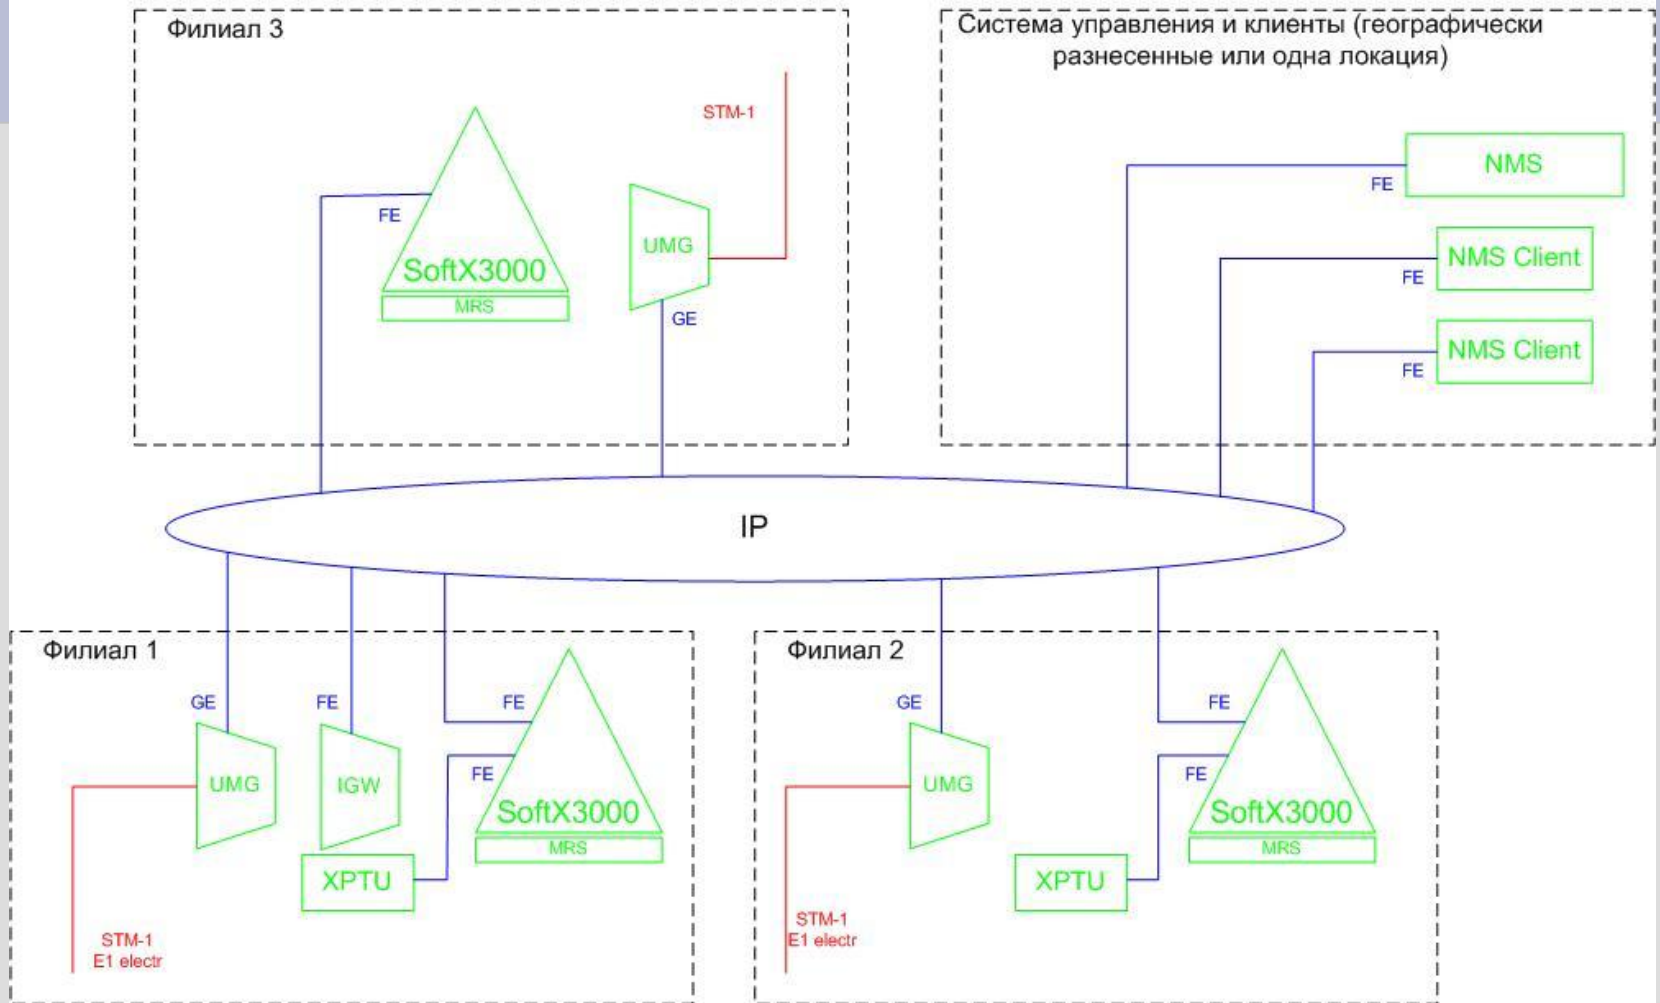 Филиал 3
STM-1
FE
UMG
SoftX3000
MRS
GE
Система управления и клиенты (географически
разнесенные или одна локация)
NMS
FE
NMS Client
FE
NMS Client
FE
IP
Филиал 1
GE
FE
FE
UMG
IGW
FE
SoftX3000
MRS
XPTU
STM-1
E1 electr
Филиал 2
GE
FE
UMG
FE
SoftX3000
MRS
XPTU
STM-1
E1 electr